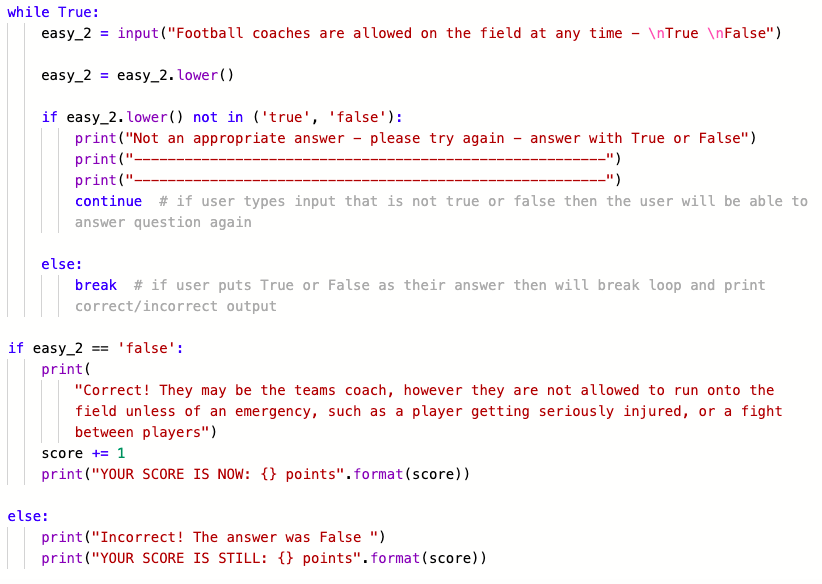 while True:
    easy_2 = input("Football coaches are allowed on the field at any time – \nTrue \nFalse")
    easy_2 = easy_2.lower()
    if easy_2.lower() not in ('true', 'false'):
        print("Not an appropriate answer – please try again – answer with True or False")
        print("––––––––––––––––––––––––––––––––––––––––––––––––––––––––")
        print("––––––––––––––––––––––––––––––––––––––––––––––––––––––––")
        continue  # if user types input that is not true or false then the user will be able to
        answer question again
    else:
        break  # if user puts True or False as their answer then will break loop and print
        correct/incorrect output
if easy_2 == 'false':
    print(
        "Correct! They may be the teams coach, however they are not allowed to run onto the
        field unless of an emergency, such as a player getting seriously injured, or a fight
        between players")
    score += 1
    print("YOUR SCORE IS NOW: {} points".format(score))
else:
    print("Incorrect! The answer was False ")
    print("YOUR SCORE IS STILL: {} points".format(score))